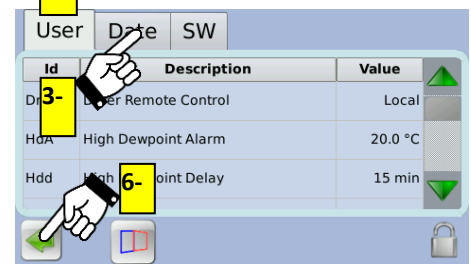 User Date SW
Id Description Value
3-
Remote Control Local
HdA High Dewpoint Alarm 20.0 °C
Hdd High 6- oint Delay 15 min